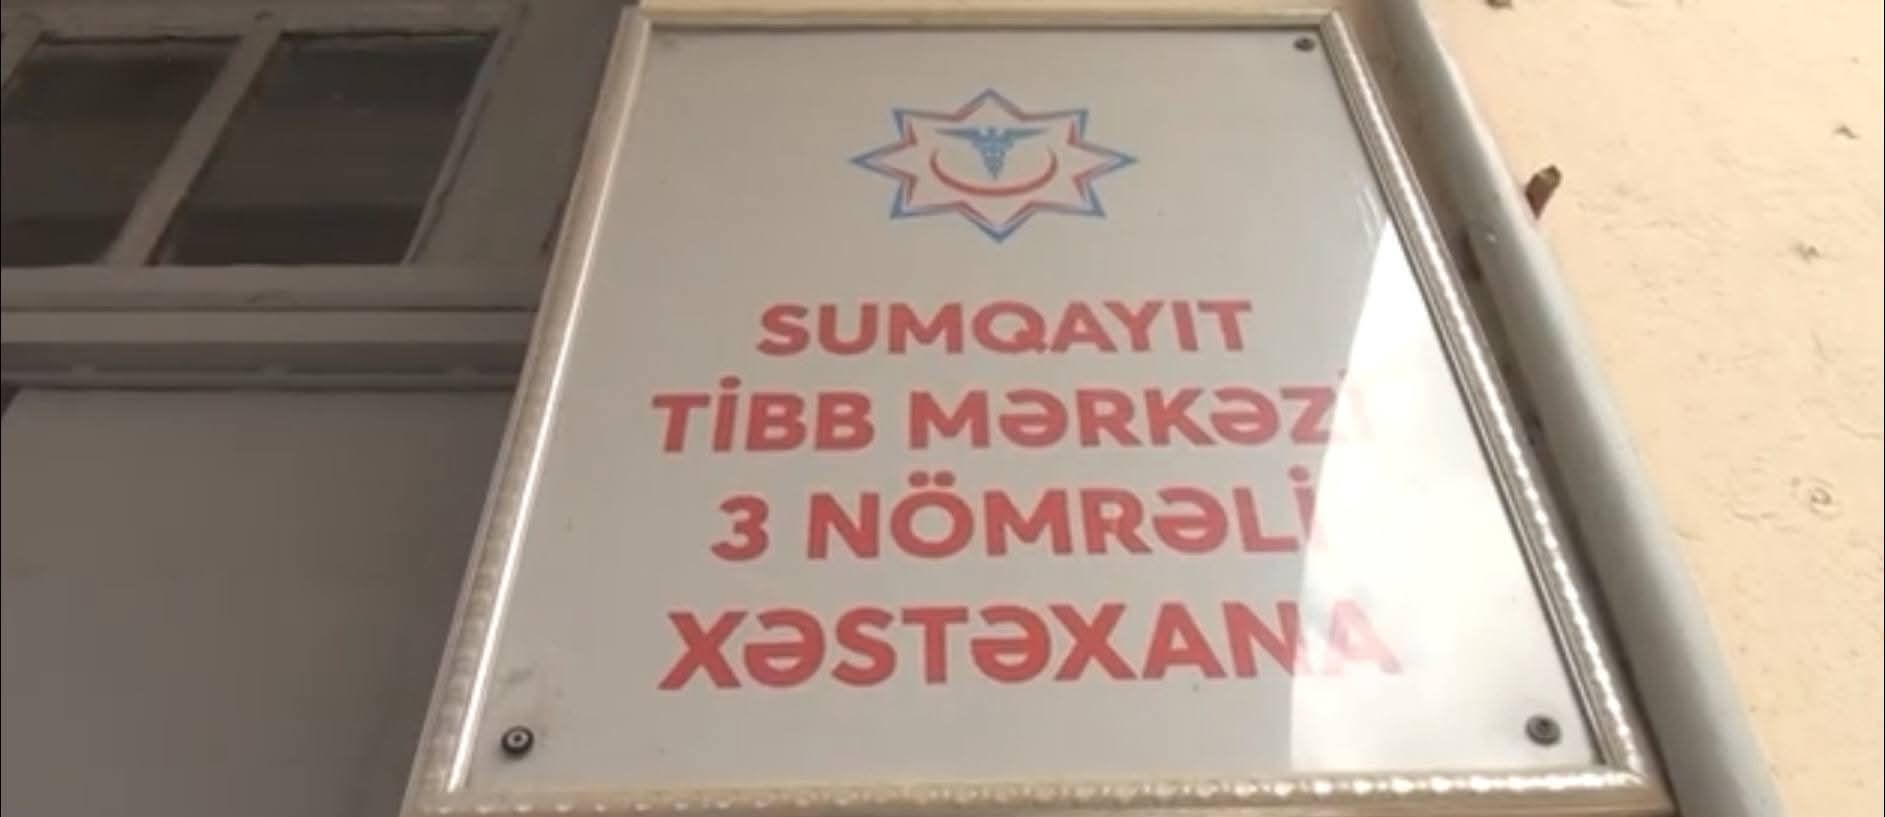 SUMQAYIT
TİBB MƏRKƏZİ
3 NÖMRƏLİ
XƏSTƏXANA